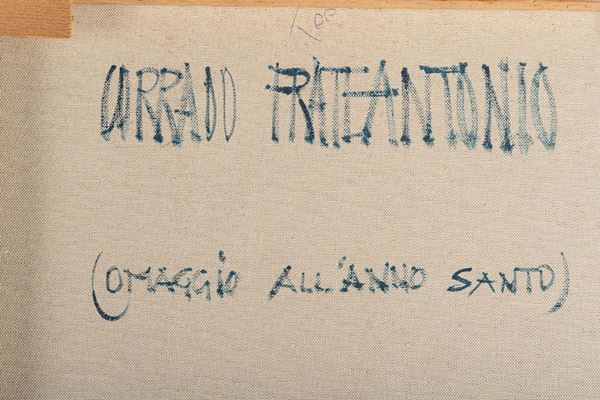 CORRADO FRATEANTONIO
(OMAGGIO ALL'ANNO SANTO)